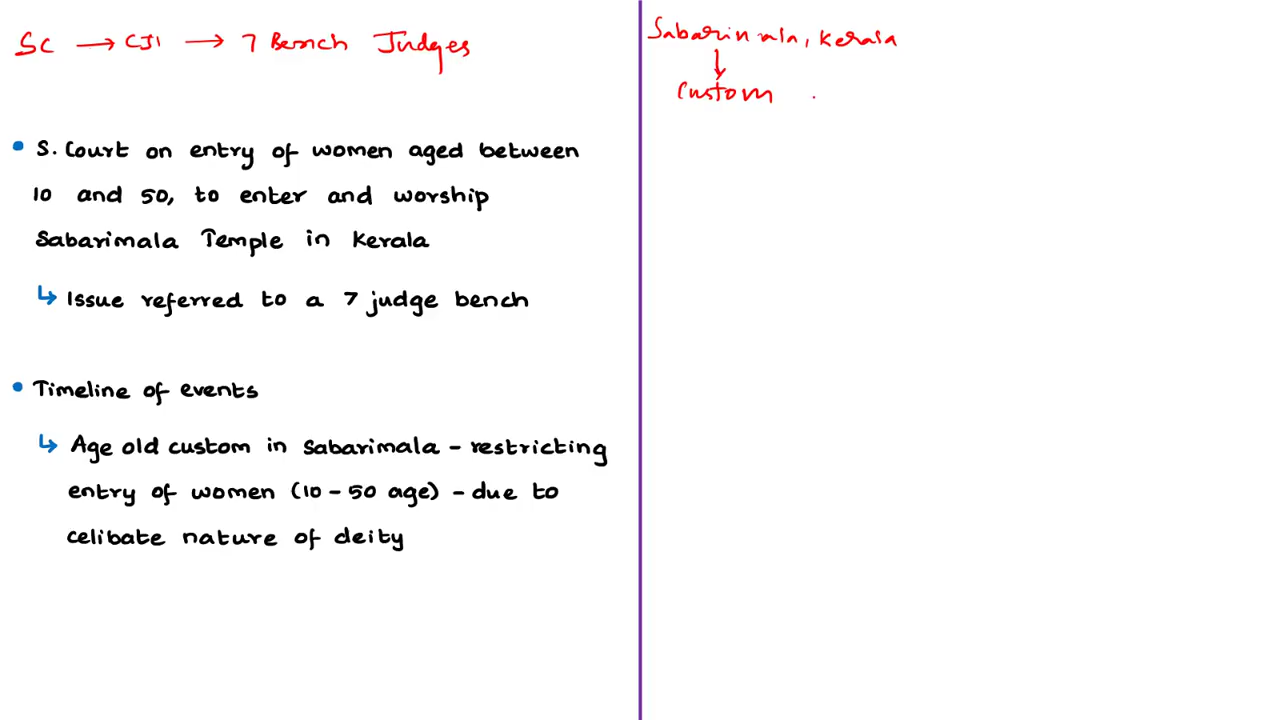 SC → CJI → 7 Bench Judges
• S. Court on entry of women aged between
10 and 50, to enter and worship
Sabarimala Temple in Kerala
↳ Issue referred to a 7 judge bench
• Timeline of events
↳ Age old custom in Sabarimala - restricting
entry of women (10 - 50 age) - due to
celibate nature of deity
Sabarimala, Kerala
↓
Custom